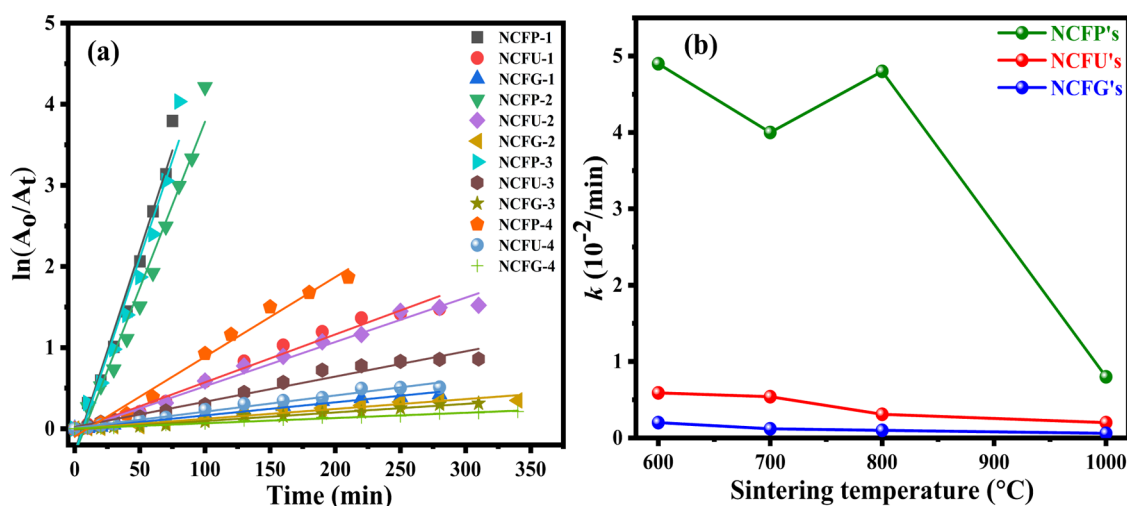 (a)
ln(A₀/Aₜ)
5
4
3
2
1
0
0 50 100 150 200 250 300 350
Time (min)
NCFP-1
NCFU-1
NCFG-1
NCFP-2
NCFU-2
NCFG-2
NCFP-3
NCFU-3
NCFG-3
NCFP-4
NCFU-4
NCFG-4
(b)
k (10⁻²/min)
5
4
3
2
1
0
600 700 800 900 1000
Sintering temperature (°C)
NCFP's
NCFU's
NCFG's